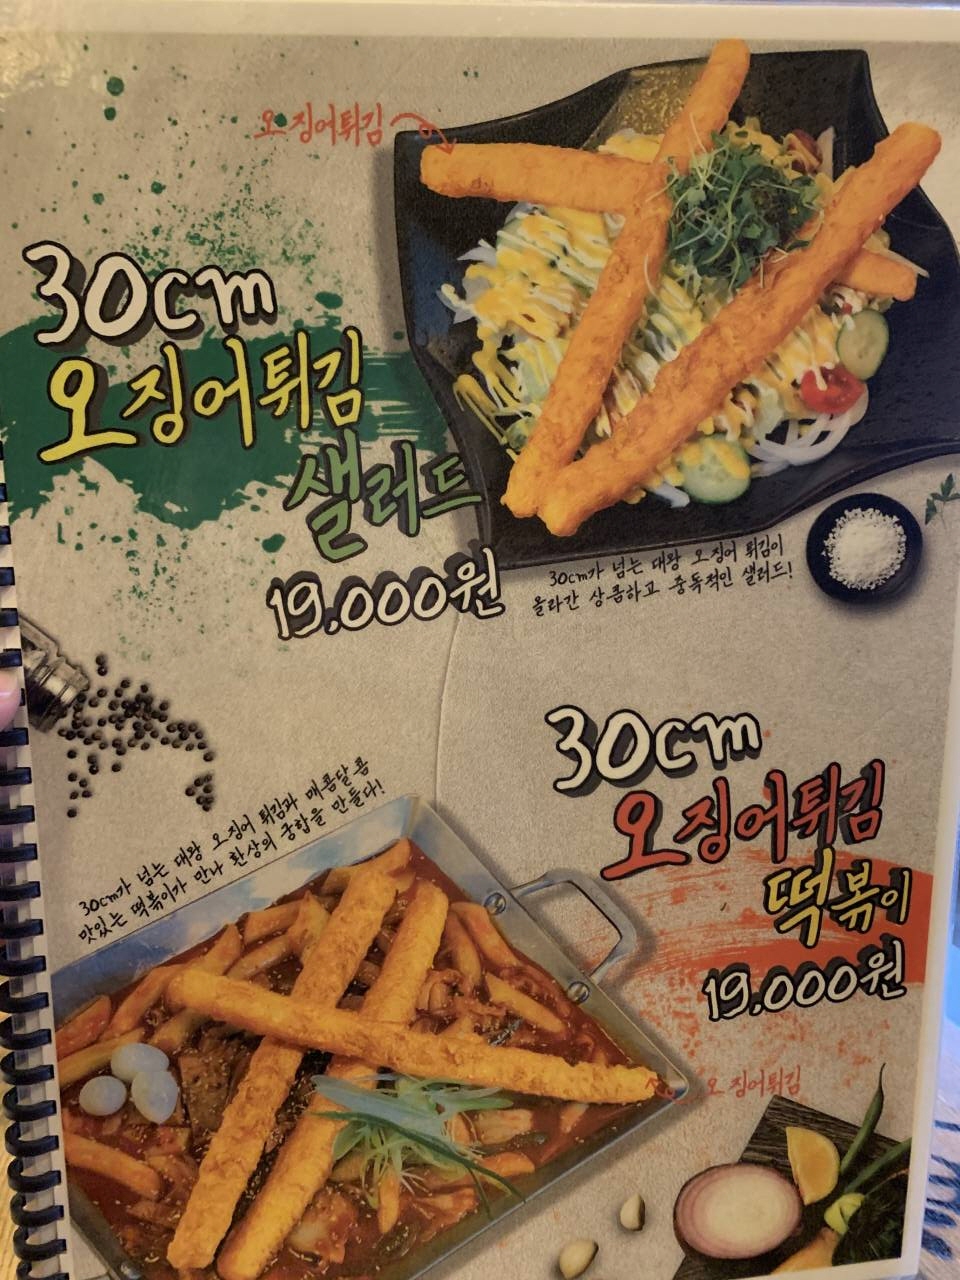 오징어튀김
30cm
오징어튀김
샐러드
19,000원
30cm가 넘는 대왕 오징어 튀김이
올라간 상큼하고 중독적인 샐러드!
30cm
오징어튀김
떡볶이
19,000원
30cm가 넘는 대왕 오징어 튀김과 매콤달콤
맛있는 떡볶이가 만나 환상의 궁합을 만들다!
오징어튀김